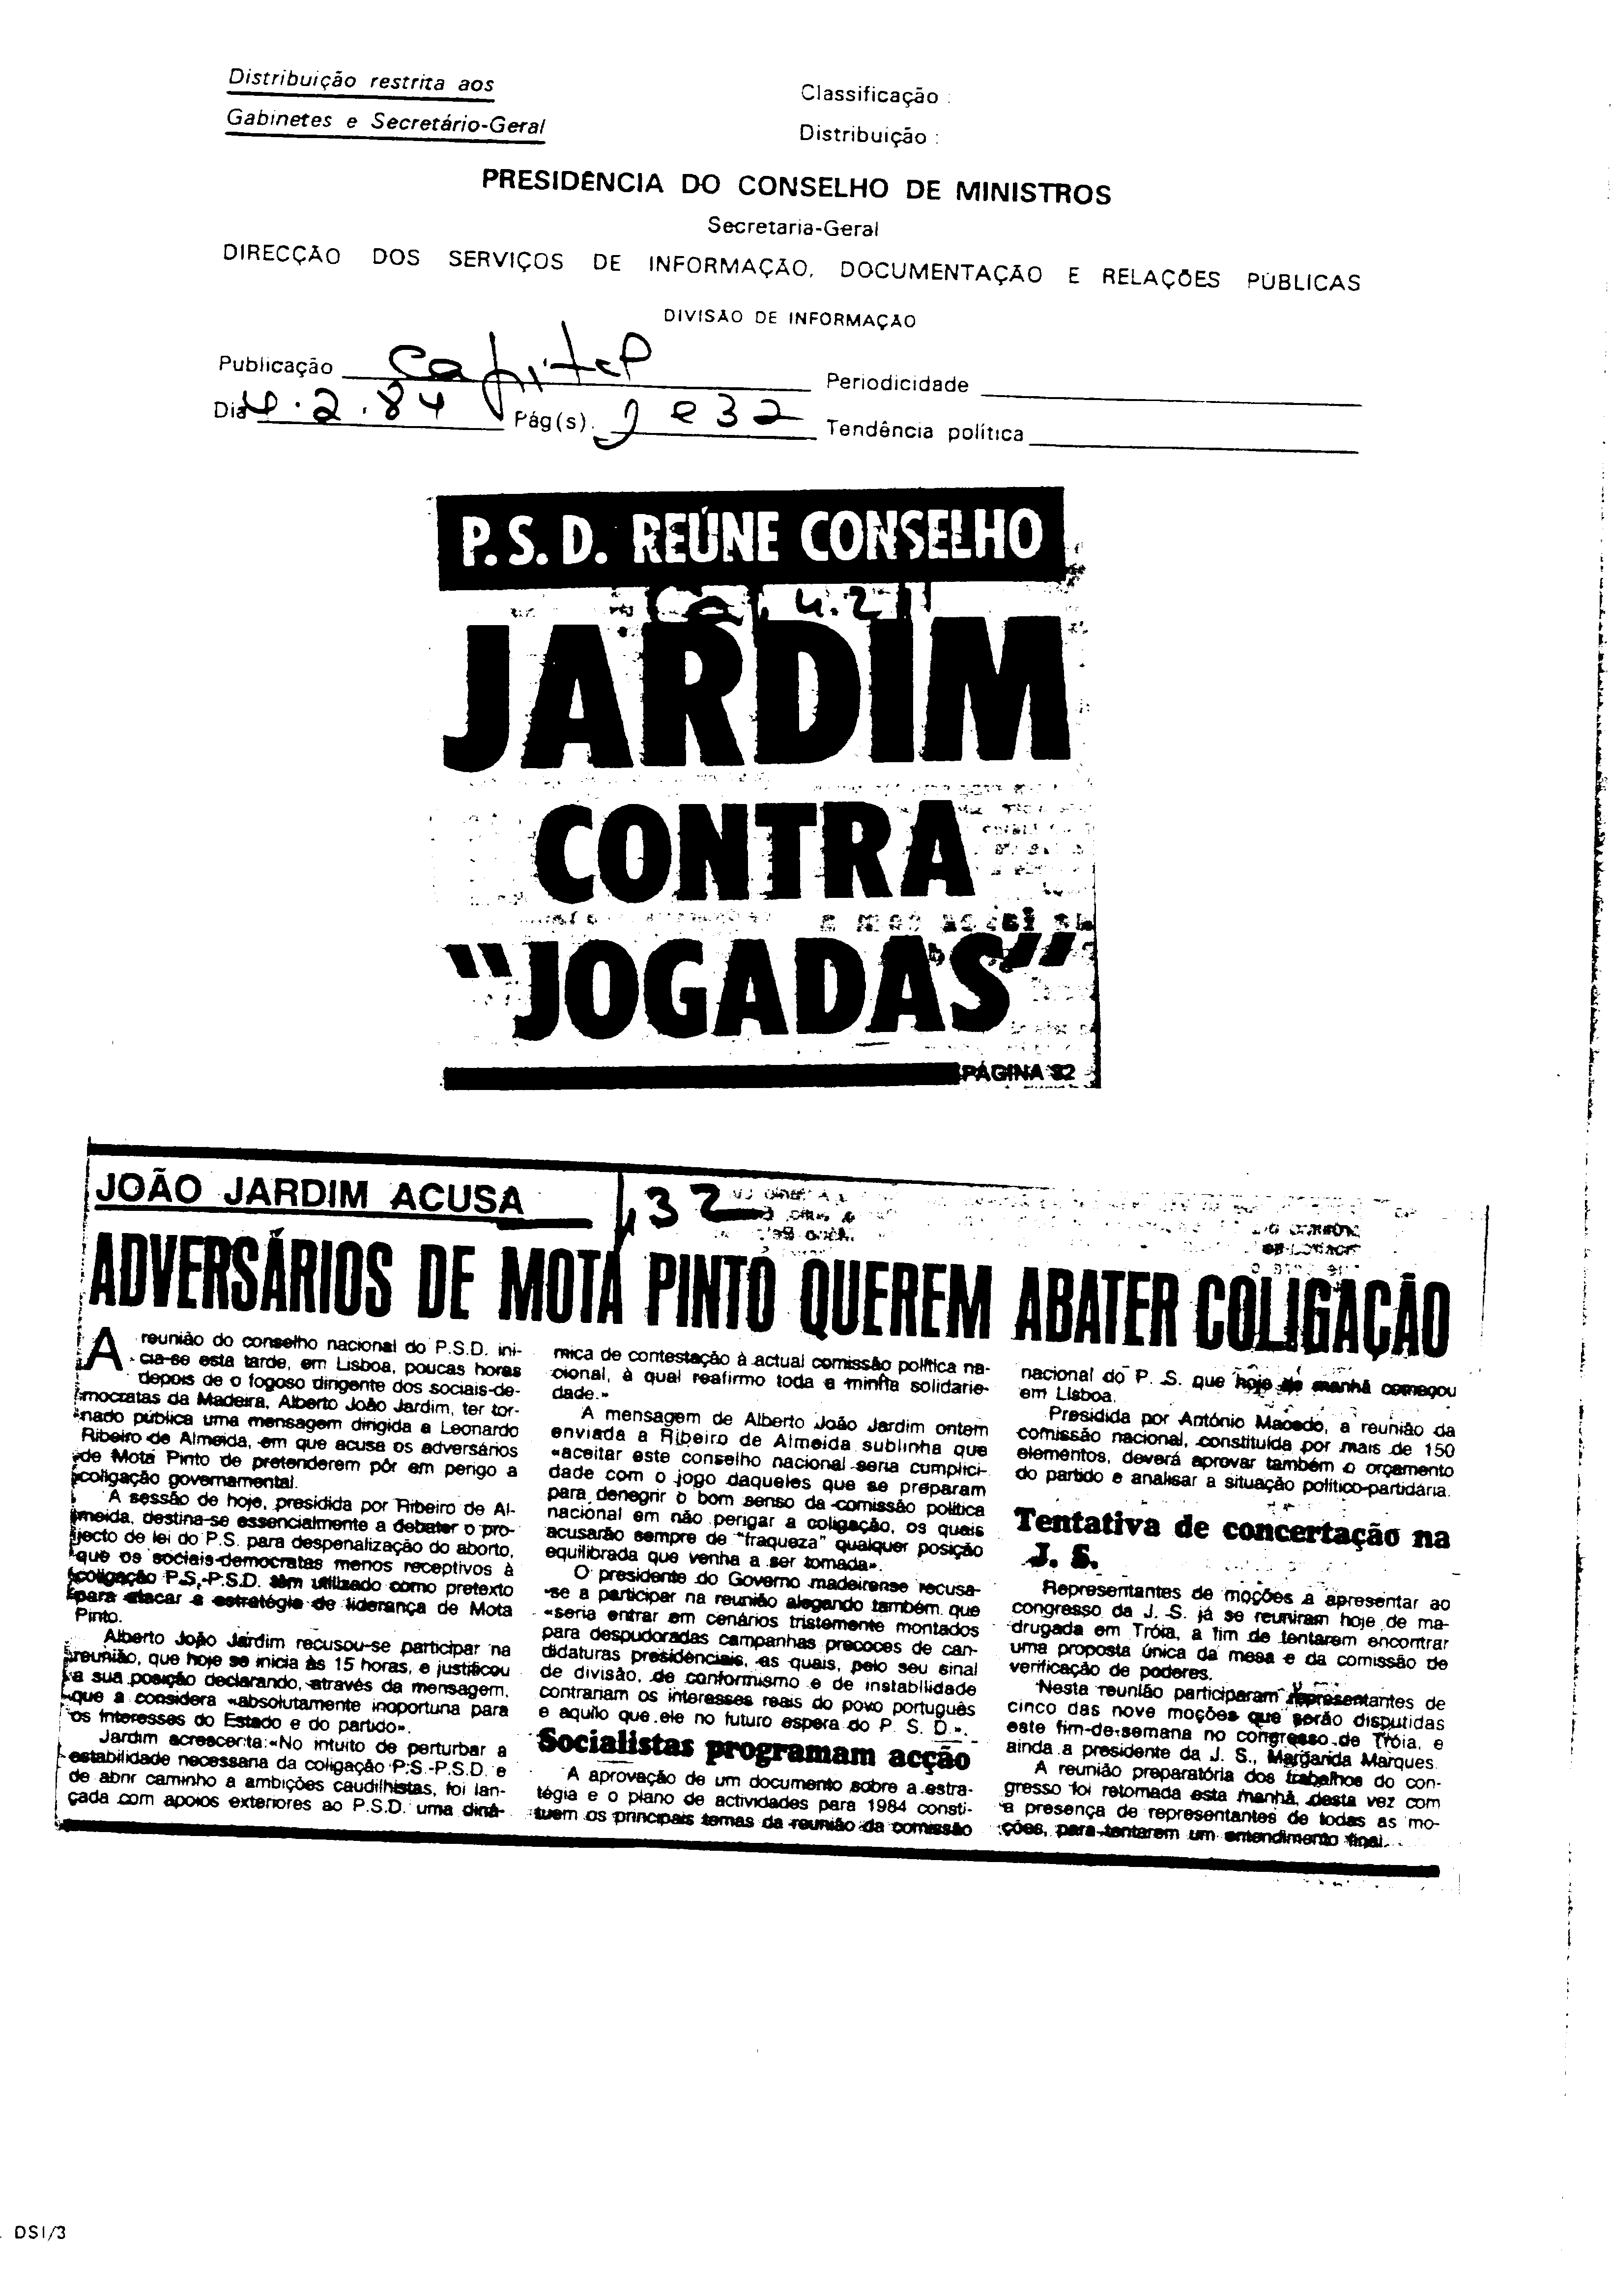 Distribuição restrita aos
Gabinetes e Secretário-Geral
Classificação :
Distribuição :
PRESIDÊNCIA DO CONSELHO DE MINISTROS
Secretaria-Geral
DIRECÇÃO DOS SERVIÇOS DE INFORMAÇÃO, DOCUMENTAÇÃO E RELAÇÕES PÚBLICAS
DIVISÃO DE INFORMAÇÃO
Publicação Capital
Periodicidade
Dia 4.2.84 Pág(s). 1 e 32
Tendência política
P. S. D. REÚNE CONSELHO
4.2
JARDIM
CONTRA
"JOGADAS"
PÁGINA 32
JOÃO JARDIM ACUSA
32
ADVERSÁRIOS DE MOTA PINTO QUEREM ABATER COLIGAÇÃO
A reunião do conselho nacional do P.S.D. ini-
cia-se esta tarde, em Lisboa, poucas horas
depois de o fogoso dirigente dos sociais-de-
mocratas da Madeira, Alberto João Jardim, ter tor-
nado pública uma mensagem dirigida a Leonardo
Ribeiro de Almeida, em que acusa os adversários
de Mota Pinto de pretenderem pôr em perigo a
coligação governamental.
A sessão de hoje, presidida por Ribeiro de Al-
meida, destina-se essencialmente a debater o pro-
jecto de lei do P.S. para despenalização do aborto,
que os sociais-democratas menos receptivos à
coligação P.S.-P.S.D. têm utilizado como pretexto
para atacar a estratégia de liderança de Mota
Pinto.
Alberto João Jardim recusou-se participar na
reunião, que hoje se inicia às 15 horas, e justificou
a sua posição declarando, através da mensagem,
que a considera «absolutamente inoportuna para
os interesses do Estado e do partido».
Jardim acrescenta: «No intuito de perturbar a
estabilidade necessária da coligação P.S.-P.S.D. e
de abrir caminho a ambições caudilhistas, foi lan-
çada com apoios exteriores ao P.S.D. uma dinâ-
mica de contestação à actual comissão política na-
cional, à qual reafirmo toda a minha solidarie-
dade.»
A mensagem de Alberto João Jardim ontem
enviada a Ribeiro de Almeida sublinha que
«aceitar este conselho nacional seria cumplici-
dade com o jogo daqueles que se preparam
para denegrir o bom senso da comissão política
nacional em não perigar a coligação, os quais
acusarão sempre de "fraqueza" qualquer posição
equilibrada que venha a ser tomada».
O presidente do Governo madeirense recusa-
-se a participar na reunião alegando também que
«seria entrar em cenários tristemente montados
para despudoradas campanhas precoces de can-
didaturas presidenciais, as quais, pelo seu sinal
de divisão, de conformismo e de instabilidade
contrariam os interesses reais do povo português
e aquilo que ele no futuro espera do P. S. D.».
Socialistas programam acção
A aprovação de um documento sobre a estra-
tégia e o plano de actividades para 1984 consti-
tuem os principais temas da reunião da comissão
nacional do P. S. que hoje de manhã começou
em Lisboa.
Presidida por António Macedo, a reunião da
comissão nacional, constituída por mais de 150
elementos, deverá aprovar também o orçamento
do partido e analisar a situação político-partidária.
Tentativa de concertação na
J. S.
Representantes de moções a apresentar ao
congresso da J. S. já se reuniram hoje de ma-
drugada em Tróia, a fim de tentarem encontrar
uma proposta única da mesa e da comissão de
verificação de poderes.
Nesta reunião participaram representantes de
cinco das nove moções que serão disputidas
este fim-de-semana no congresso de Tróia, e
ainda a presidente da J. S., Margarida Marques.
A reunião preparatória dos trabalhos do con-
gresso foi retomada esta manhã, desta vez com
a presença de representantes de todas as mo-
ções, para tentarem um entendimento final.
DSI/3